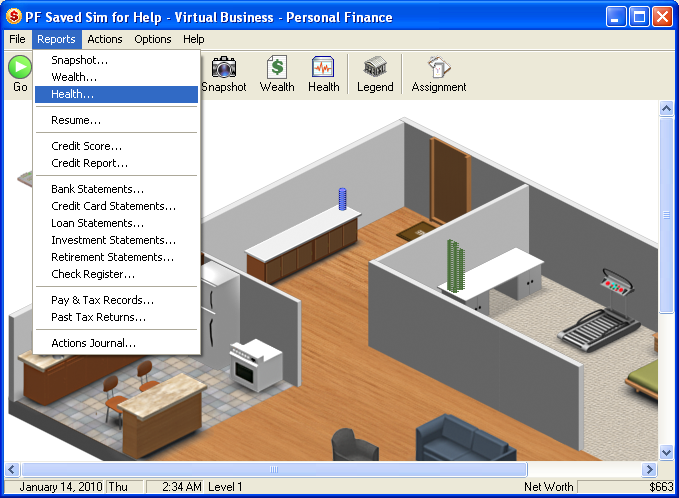 PF Saved Sim for Help - Virtual Business - Personal Finance
File Reports Actions Options Help
Go Snapshot Wealth Health Legend Assignment
Snapshot...
Wealth...
Health...
Resume...
Credit Score...
Credit Report...
Bank Statements...
Credit Card Statements...
Loan Statements...
Investment Statements...
Retirement Statements...
Check Register...
Pay & Tax Records...
Past Tax Returns...
Actions Journal...
January 14, 2010 Thu 2:34 AM Level 1 Net Worth $663